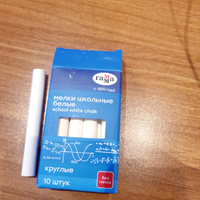 гамма
мелки школьные
белые
school white chalk
круглые
10 штук